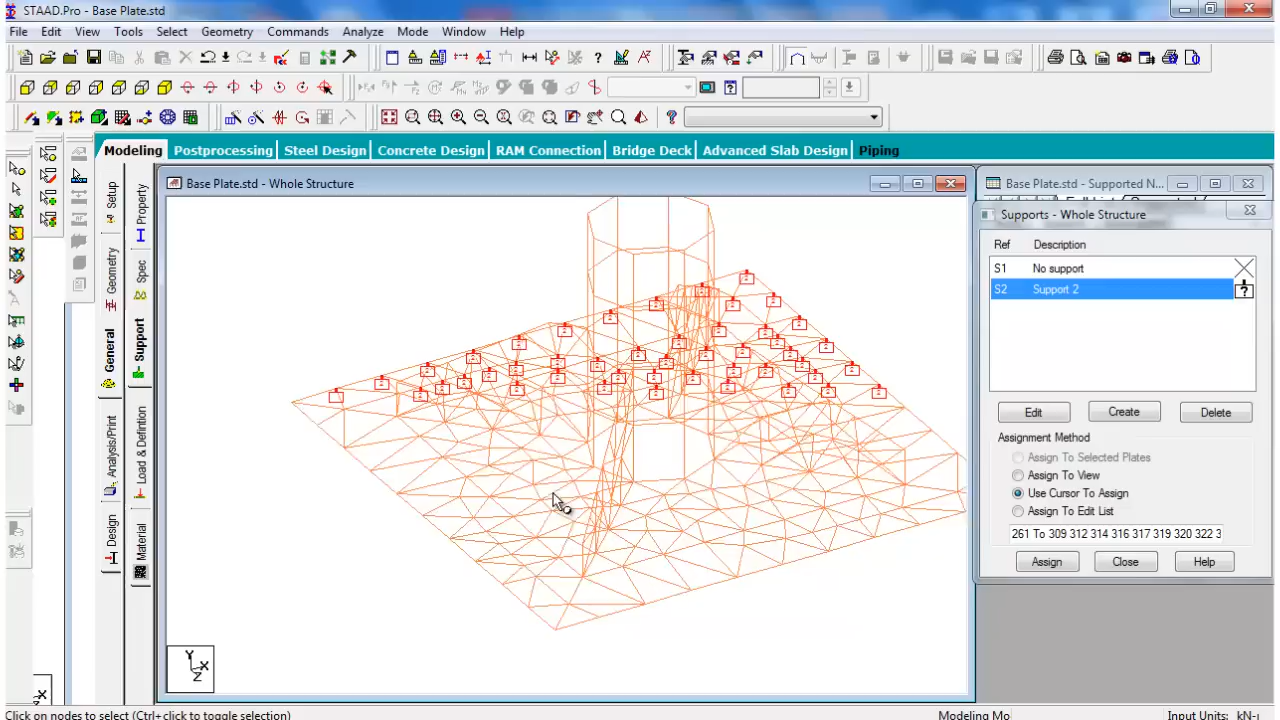 STAAD.Pro - Base Plate.std
File Edit View Tools Select Geometry Commands Analyze Mode Window Help
Modeling Postprocessing Steel Design Concrete Design RAM Connection Bridge Deck Advanced Slab Design Piping
Base Plate.std - Whole Structure
Base Plate.std - Supported N...
Setup
Geometry
General
Analysis/Print
Design
Property
Spec
Support
Load & Definition
Material
Supports - Whole Structure
Ref Description
S1 No support
S2 Support 2
Edit Create Delete
Assignment Method
Assign To Selected Plates
Assign To View
Use Cursor To Assign
Assign To Edit List
261 To 309 312 314 316 317 319 320 322 3
Assign Close Help
Y
X
Z
Click on nodes to select (Ctrl+click to toggle selection) Modeling Mo Input Units: kN-